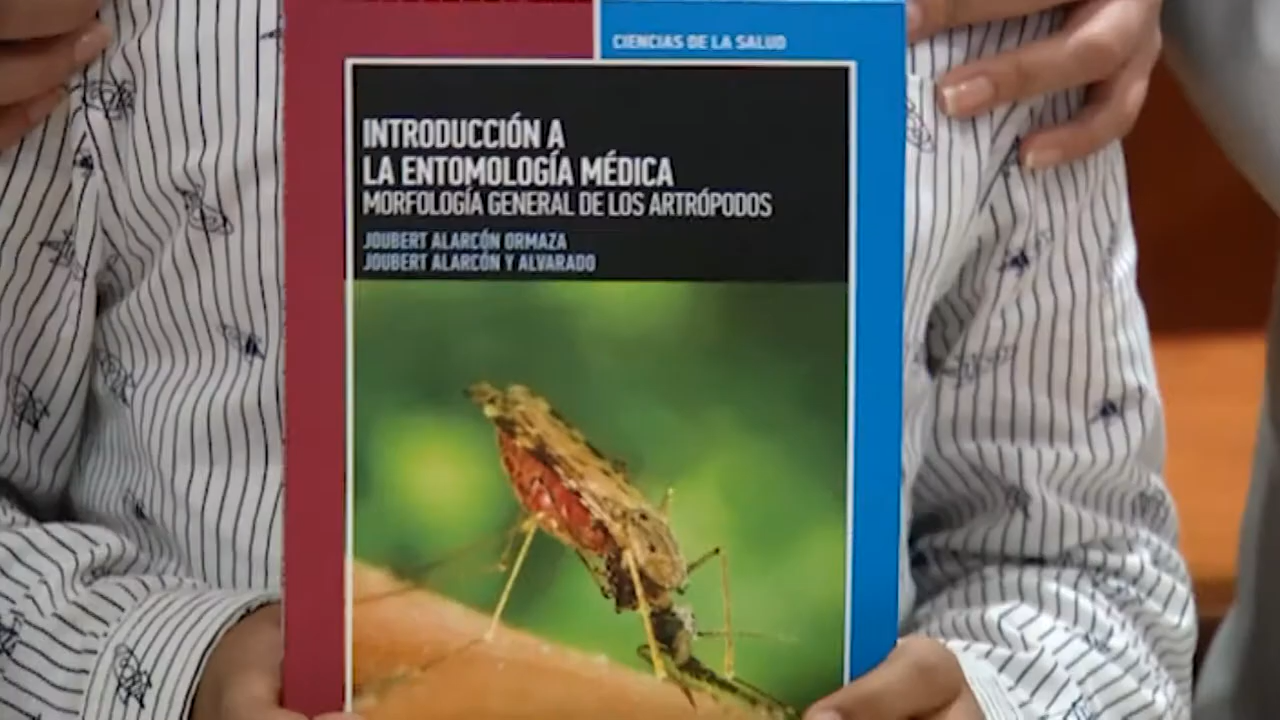 CIENCIAS DE LA SALUD
INTRODUCCIÓN A
LA ENTOMOLOGÍA MÉDICA
MORFOLOGÍA GENERAL DE LOS ARTRÓPODOS
JOUBERT ALARCÓN ORMAZA
JOUBERT ALARCÓN Y ALVARADO